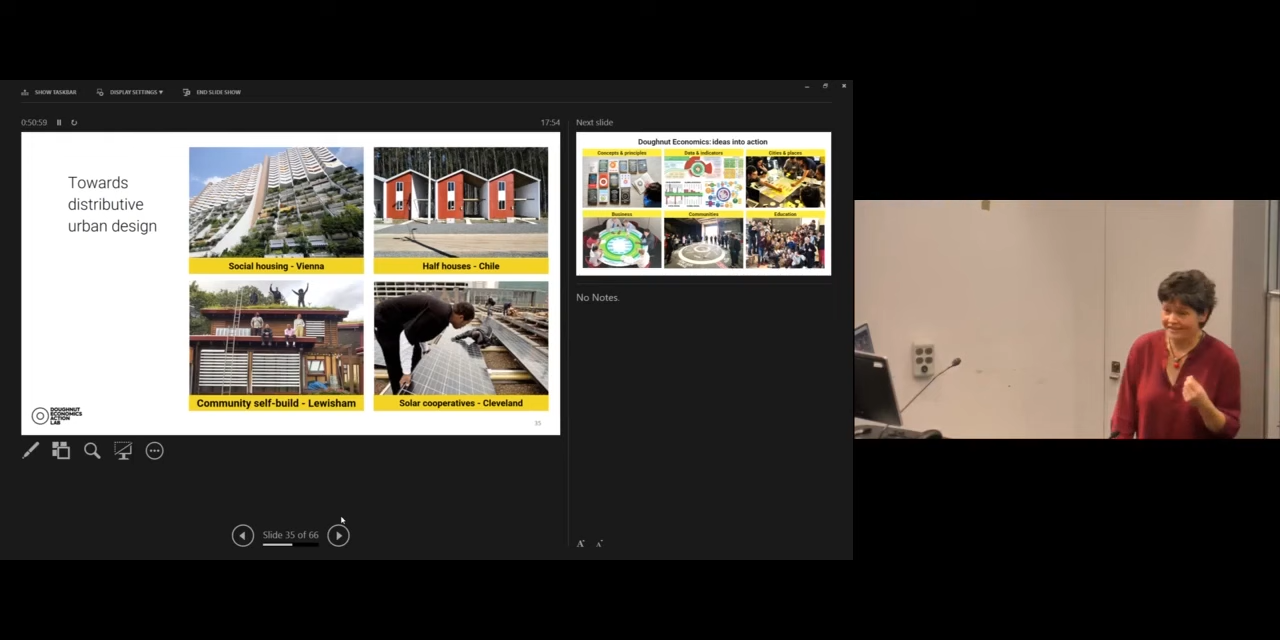 SHOW TASKBAR
DISPLAY SETTINGS ▼
END SLIDE SHOW
0:50:59
17:54
Next slide
Towards
distributive
urban design
Social housing - Vienna
Half houses - Chile
Community self-build - Lewisham
Solar cooperatives - Cleveland
DOUGHNUT
ECONOMICS
ACTION
LAB
35
Doughnut Economics: ideas into action
Concepts & principles
Data & indicators
Cities & places
Business
Communities
Education
No Notes.
Slide 35 of 66
A
A